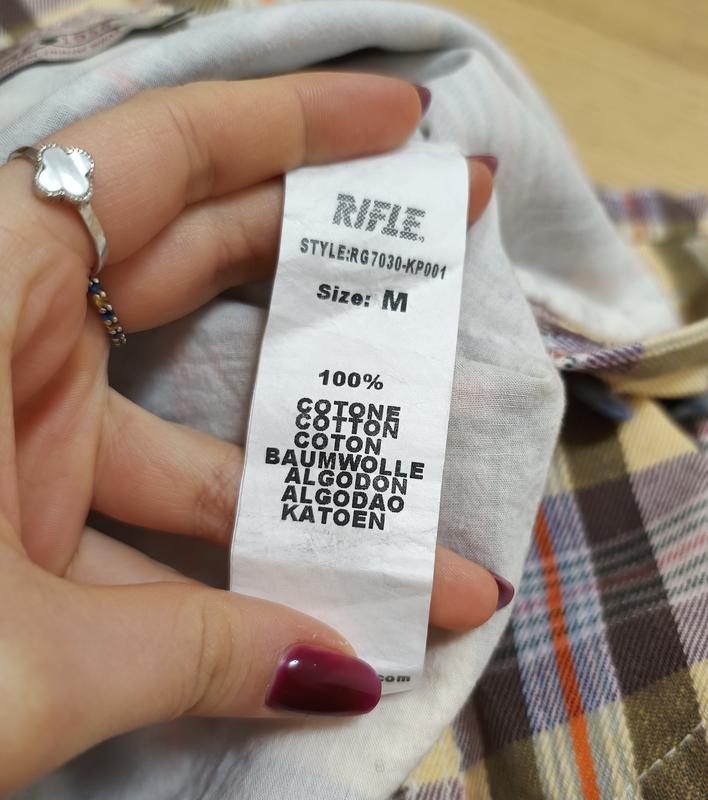 RIFLE
STYLE:RG7030-KP001
Size: M
100%
COTONE
COTTON
COTON
BAUMWOLLE
ALGODON
ALGODAO
KATOEN
com